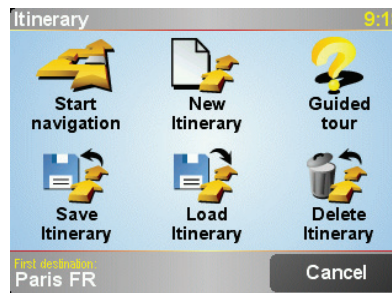 Itinerary 9:1
Start
navigation
New
Itinerary
Guided
tour
Save
Itinerary
Load
Itinerary
Delete
Itinerary
First destination:
Paris FR
Cancel